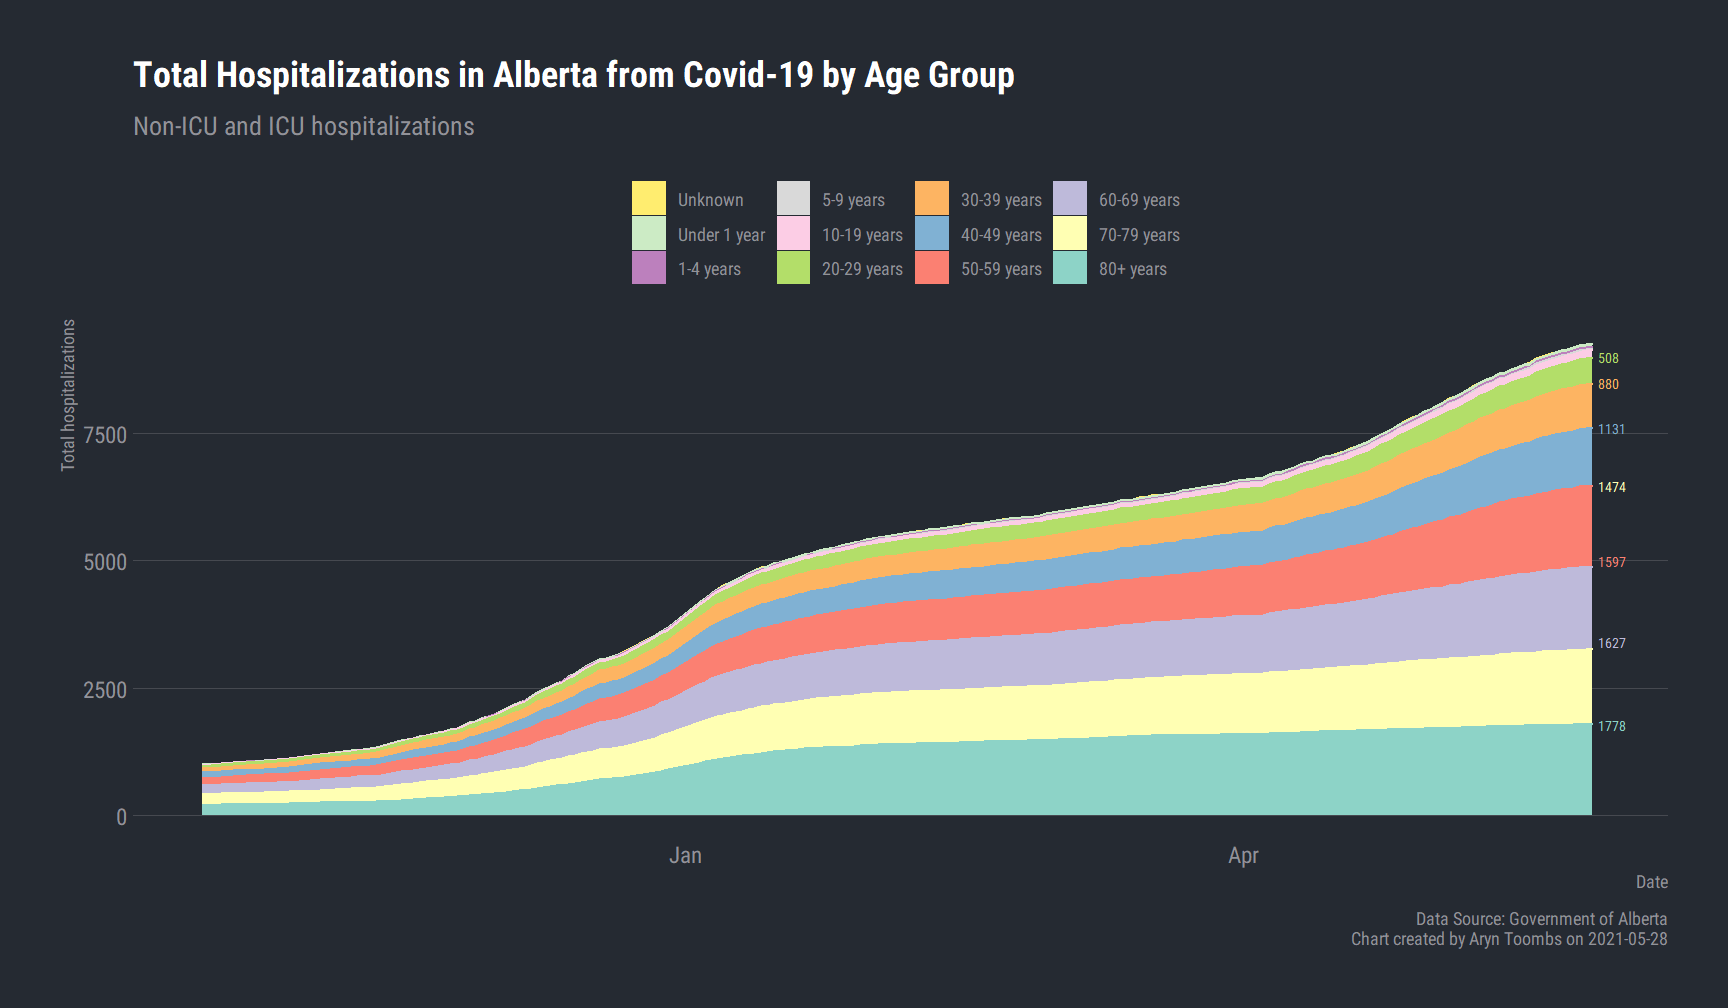 Total Hospitalizations in Alberta from Covid-19 by Age Group
Non-ICU and ICU hospitalizations
Unknown
5-9 years
30-39 years
60-69 years
Under 1 year
10-19 years
40-49 years
70-79 years
1-4 years
20-29 years
50-59 years
80+ years
Total hospitalizations
7500
5000
2500
0
508
880
1131
1474
1597
1627
1778
Jan
Apr
Date
Data Source: Government of Alberta
Chart created by Aryn Toombs on 2021-05-28